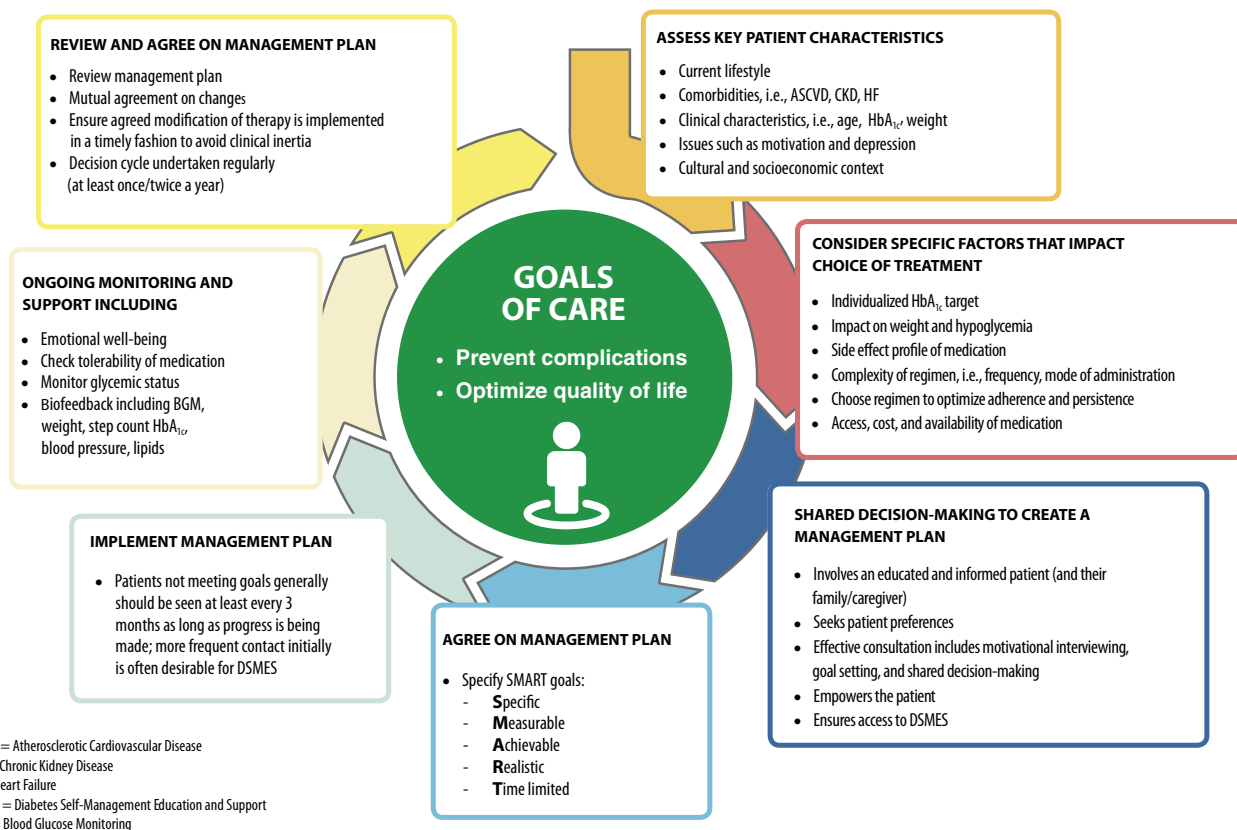 REVIEW AND AGREE ON MANAGEMENT PLAN
• Review management plan
• Mutual agreement on changes
• Ensure agreed modification of therapy is implemented
in a timely fashion to avoid clinical inertia
• Decision cycle undertaken regularly
(at least once/twice a year)
ASSESS KEY PATIENT CHARACTERISTICS
• Current lifestyle
• Comorbidities, i.e., ASCVD, CKD, HF
• Clinical characteristics, i.e., age, HbA1c, weight
• Issues such as motivation and depression
• Cultural and socioeconomic context
CONSIDER SPECIFIC FACTORS THAT IMPACT
CHOICE OF TREATMENT
• Individualized HbA1c target
• Impact on weight and hypoglycemia
• Side effect profile of medication
• Complexity of regimen, i.e., frequency, mode of administration
• Choose regimen to optimize adherence and persistence
• Access, cost, and availability of medication
SHARED DECISION-MAKING TO CREATE A
MANAGEMENT PLAN
• Involves an educated and informed patient (and their
family/caregiver)
• Seeks patient preferences
• Effective consultation includes motivational interviewing,
goal setting, and shared decision-making
• Empowers the patient
• Ensures access to DSMES
AGREE ON MANAGEMENT PLAN
• Specify SMART goals:
- Specific
- Measurable
- Achievable
- Realistic
- Time limited
IMPLEMENT MANAGEMENT PLAN
• Patients not meeting goals generally
should be seen at least every 3
months as long as progress is being
made; more frequent contact initially
is often desirable for DSMES
ONGOING MONITORING AND
SUPPORT INCLUDING
• Emotional well-being
• Check tolerability of medication
• Monitor glycemic status
• Biofeedback including BGM,
weight, step count HbA1c,
blood pressure, lipids
GOALS
OF CARE
• Prevent complications
• Optimize quality of life
= Atherosclerotic Cardiovascular Disease
Chronic Kidney Disease
eart Failure
= Diabetes Self-Management Education and Support
Blood Glucose Monitoring